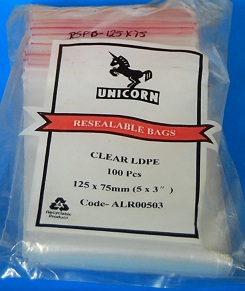 RSPB-125X75
UNICORN
RESEALABLE BAGS
CLEAR LDPE
100 Pcs
125 x 75mm (5 x 3")
Code- ALR00503
Recyclable
Product